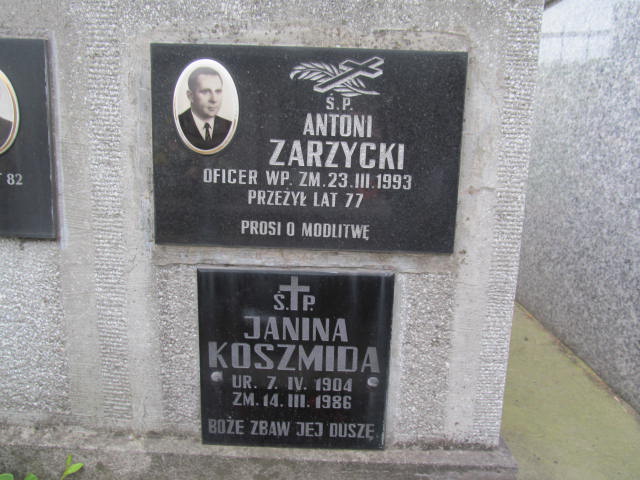 T 82
Ś.P.
ANTONI
ZARZYCKI
OFICER WP. ZM. 23.III.1993
PRZEŻYŁ LAT 77
PROSI O MODLITWĘ
Ś.P.
JANINA
KOSZMIDA
UR. 7. IV. 1904
ZM. 14. III. 1986
BOŻE ZBAW JEJ DUSZĘ